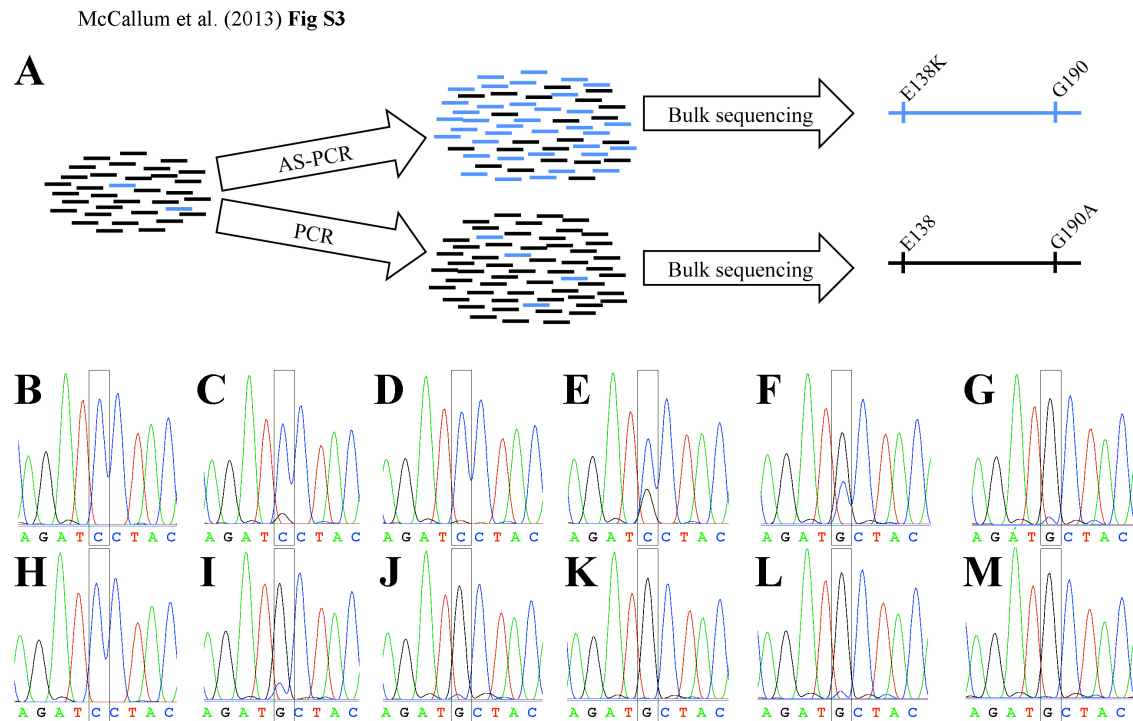 McCallum et al. (2013) Fig S3
A
AS-PCR
PCR
Bulk sequencing
Bulk sequencing
E138K
G190
E138
G190A
B
C
D
E
F
G
A G A T C C T A C
A G A T C C T A C
A G A T C C T A C
A G A T C C T A C
A G A T G C T A C
A G A T G C T A C
H
I
J
K
L
M
A G A T C C T A C
A G A T G C T A C
A G A T G C T A C
A G A T G C T A C
A G A T G C T A C
A G A T G C T A C